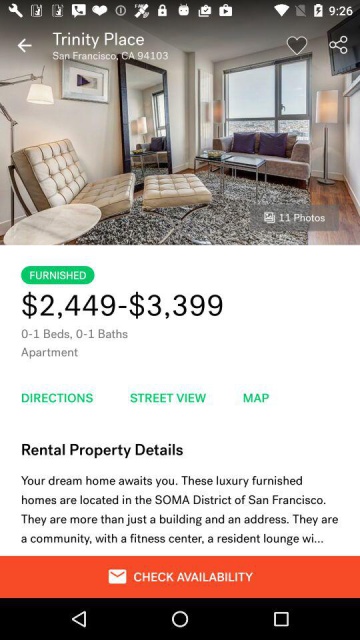 9:26
Trinity Place
San Francisco, CA 94103
11 Photos
FURNISHED
$2,449-$3,399
0-1 Beds, 0-1 Baths
Apartment
DIRECTIONS STREET VIEW MAP
Rental Property Details
Your dream home awaits you. These luxury furnished
homes are located in the SOMA District of San Francisco.
They are more than just a building and an address. They are
a community, with a fitness center, a resident lounge wi...
CHECK AVAILABILITY